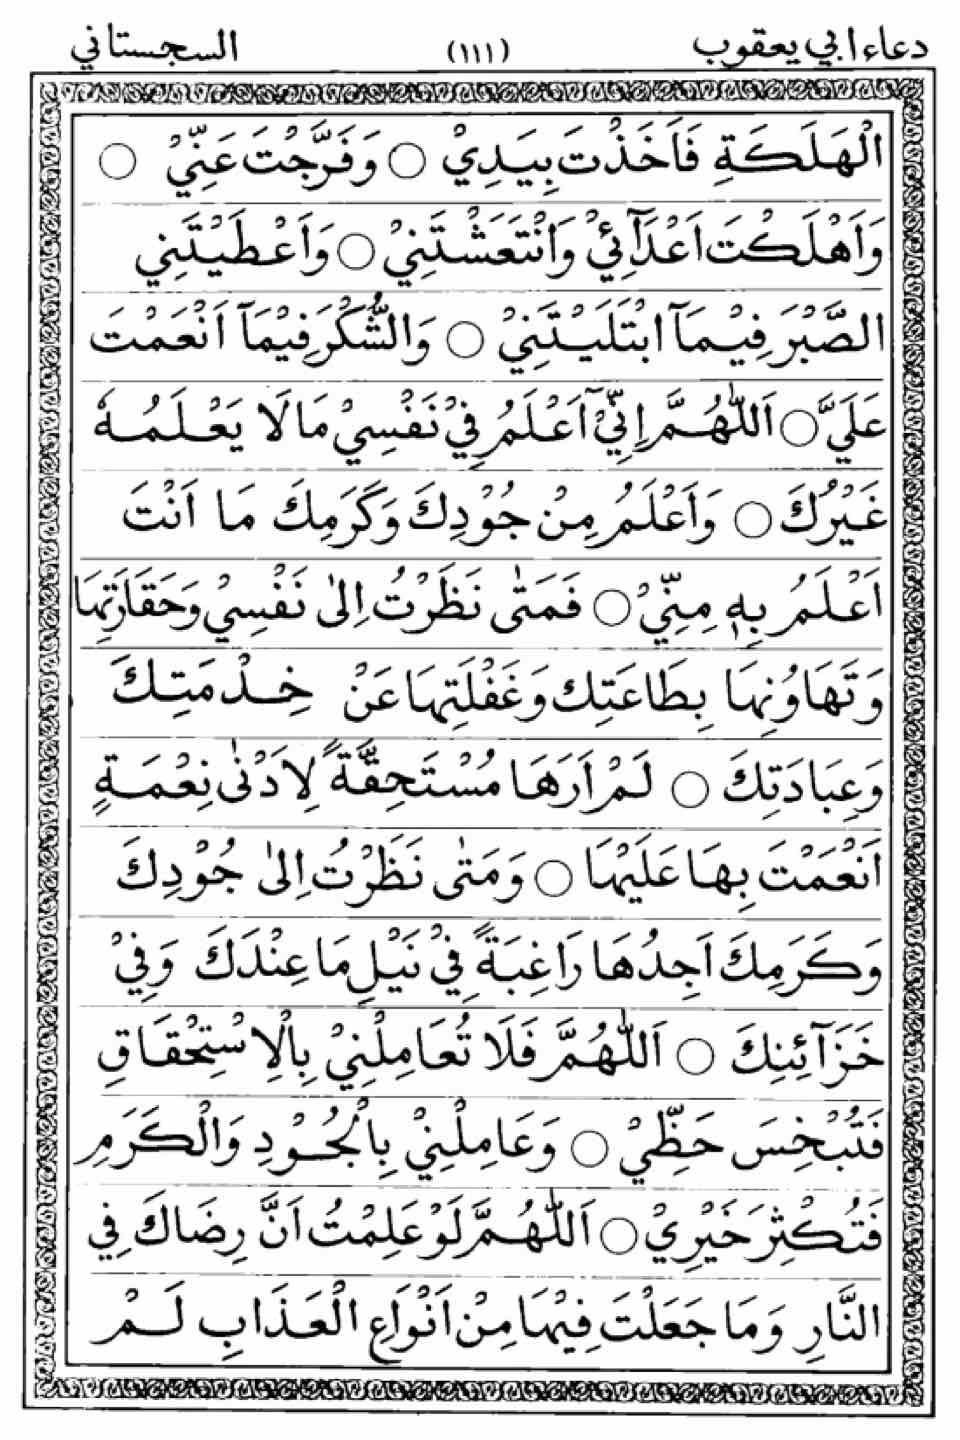 دعاء ابي يعقوب (١١١) السجستاني
الْهَلَكَةِ فَاَخَذْتَ بِيَدِيْ ○ وَفَرَّجْتَ عَنِّيْ ○
وَاَهْلَكْتَ اَعْدَآئِيْ وَانْتَعَشْتَنِيْ ○ وَاَعْطَيْتَنِي
الصَّبْرَ فِيْمَآ ابْتَلَيْتَنِيْ ○ وَالشُّكْرَ فِيْمَآ اَنْعَمْتَ
عَلَيَّ ○ اَللّٰهُمَّ اِنِّيْٓ اَعْلَمُ فِيْ نَفْسِيْ مَا لَا يَعْلَمُهٗ
غَيْرُكَ ○ وَاَعْلَمُ مِنْ جُوْدِكَ وَكَرَمِكَ مَا اَنْتَ
اَعْلَمُ بِهٖ مِنِّيْ ○ فَمَتٰى نَظَرْتُ اِلٰى نَفْسِيْ وَحَقَارَتِهَا
وَتَهَاوُنِهَا بِطَاعَتِكَ وَغَفْلَتِهَا عَنْ خِدْمَتِكَ
وَعِبَادَتِكَ ○ لَمْ اَرَهَا مُسْتَحِقَّةً لِاَدْنٰى نِعْمَةٍ
اَنْعَمْتَ بِهَا عَلَيْهَا ○ وَمَتٰى نَظَرْتُ اِلٰى جُوْدِكَ
وَكَرَمِكَ اَجِدُهَا رَاغِبَةً فِيْ نَيْلِ مَا عِنْدَكَ وَفِيْ
خَزَآئِنِكَ ○ اَللّٰهُمَّ فَلَا تُعَامِلْنِيْ بِالْاِسْتِحْقَاقِ
فَتُبْخِسَ حَظِّيْ ○ وَعَامِلْنِيْ بِالْجُوْدِ وَالْكَرَمِ
فَتُكْثِرَ خَيْرِيْ ○ اَللّٰهُمَّ لَوْ عَلِمْتُ اَنَّ رِضَاكَ فِي
النَّارِ وَمَا جَعَلْتَ فِيْهَا مِنْ اَنْوَاعِ الْعَذَابِ لَمْ